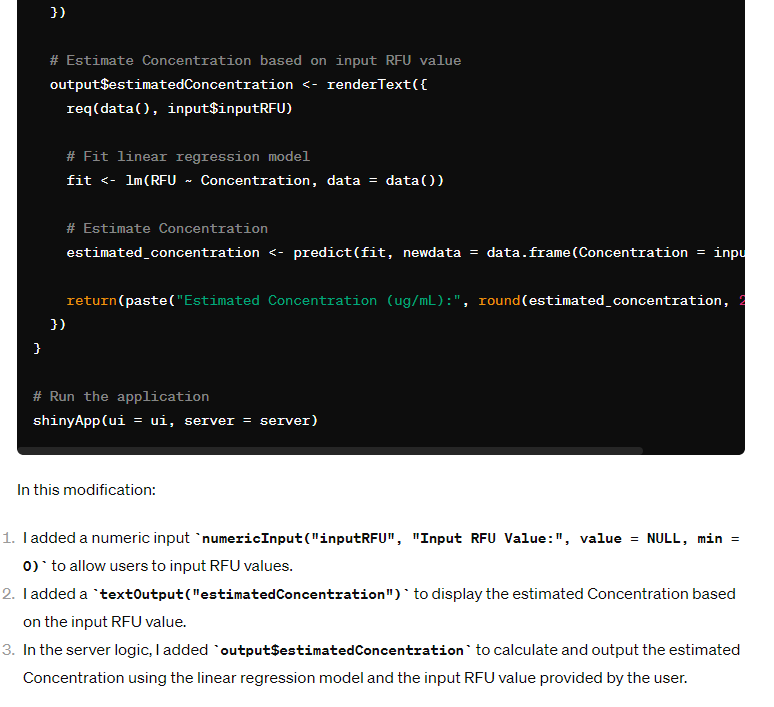 })
# Estimate Concentration based on input RFU value
output$estimatedConcentration <- renderText({
req(data(), input$inputRFU)
# Fit linear regression model
fit <- lm(RFU ~ Concentration, data = data())
# Estimate Concentration
estimated_concentration <- predict(fit, newdata = data.frame(Concentration = inpu
return(paste("Estimated Concentration (ug/mL):", round(estimated_concentration, 2
})
}
# Run the application
shinyApp(ui = ui, server = server)
In this modification:
1. I added a numeric input `numericInput("inputRFU", "Input RFU Value:", value = NULL, min =
0)` to allow users to input RFU values.
2. I added a `textOutput("estimatedConcentration")` to display the estimated Concentration based
on the input RFU value.
3. In the server logic, I added `output$estimatedConcentration` to calculate and output the estimated
Concentration using the linear regression model and the input RFU value provided by the user.